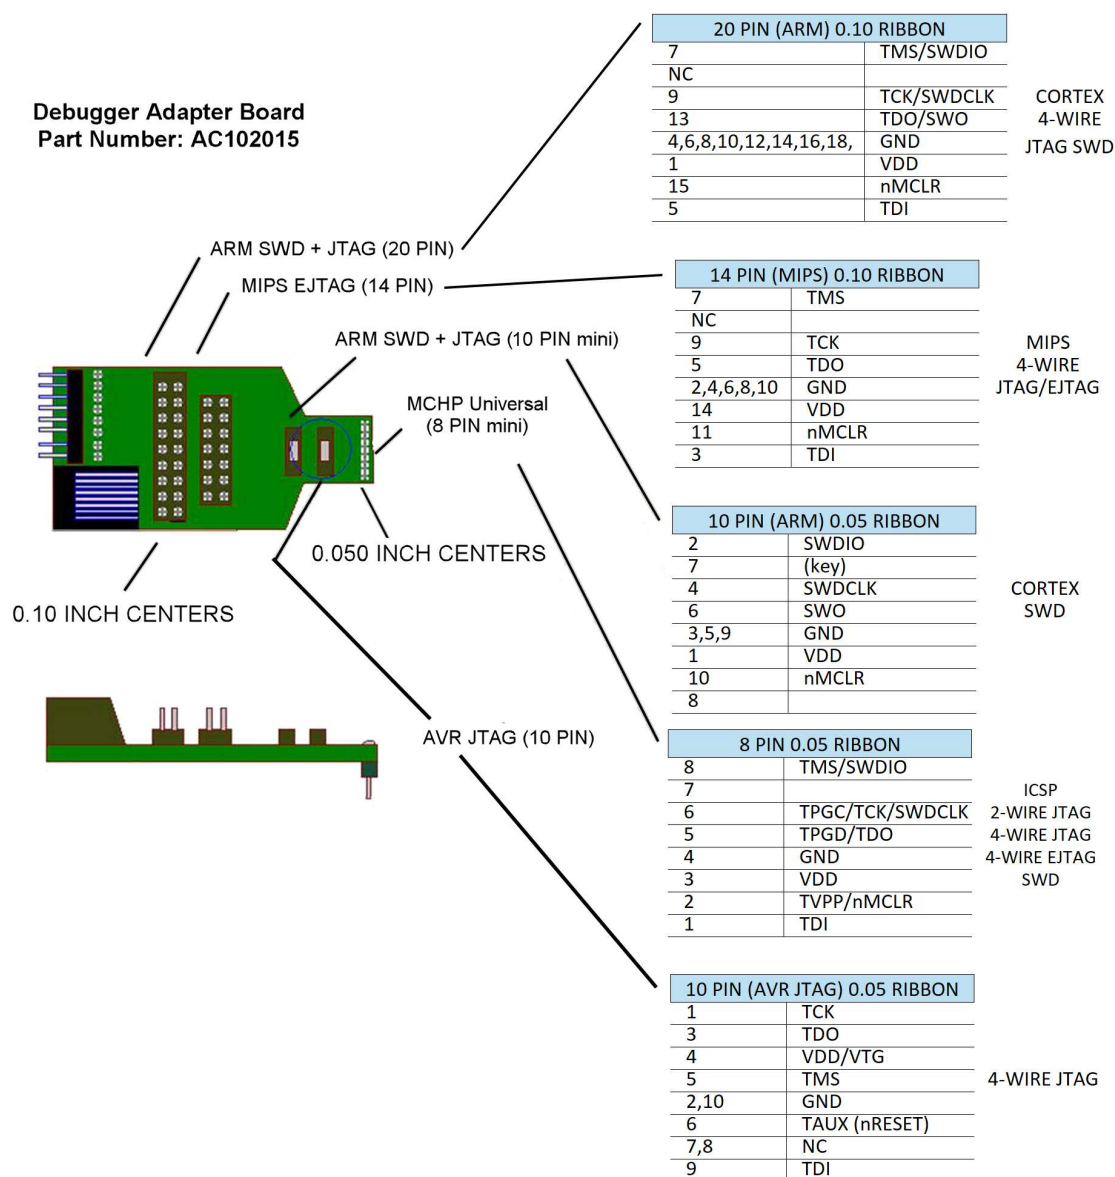 Debugger Adapter Board
Part Number: AC102015
20 PIN (ARM) 0.10 RIBBON
7 TMS/SWDIO
NC
9 TCK/SWDCLK
13 TDO/SWO
4,6,8,10,12,14,16,18, GND
1 VDD
15 nMCLR
5 TDI
CORTEX
4-WIRE
JTAG SWD
ARM SWD + JTAG (20 PIN)
MIPS EJTAG (14 PIN)
ARM SWD + JTAG (10 PIN mini)
MCHP Universal
(8 PIN mini)
0.050 INCH CENTERS
0.10 INCH CENTERS
AVR JTAG (10 PIN)
14 PIN (MIPS) 0.10 RIBBON
7 TMS
NC
9 TCK
5 TDO
2,4,6,8,10 GND
14 VDD
11 nMCLR
3 TDI
MIPS
4-WIRE
JTAG/EJTAG
10 PIN (ARM) 0.05 RIBBON
2 SWDIO
7 (key)
4 SWDCLK
6 SWO
3,5,9 GND
1 VDD
10 nMCLR
8
CORTEX
SWD
8 PIN 0.05 RIBBON
8 TMS/SWDIO
7
6 TPGC/TCK/SWDCLK
5 TPGD/TDO
4 GND
3 VDD
2 TVPP/nMCLR
1 TDI
ICSP
2-WIRE JTAG
4-WIRE JTAG
4-WIRE EJTAG
SWD
10 PIN (AVR JTAG) 0.05 RIBBON
1 TCK
3 TDO
4 VDD/VTG
5 TMS
2,10 GND
6 TAUX (nRESET)
7,8 NC
9 TDI
4-WIRE JTAG